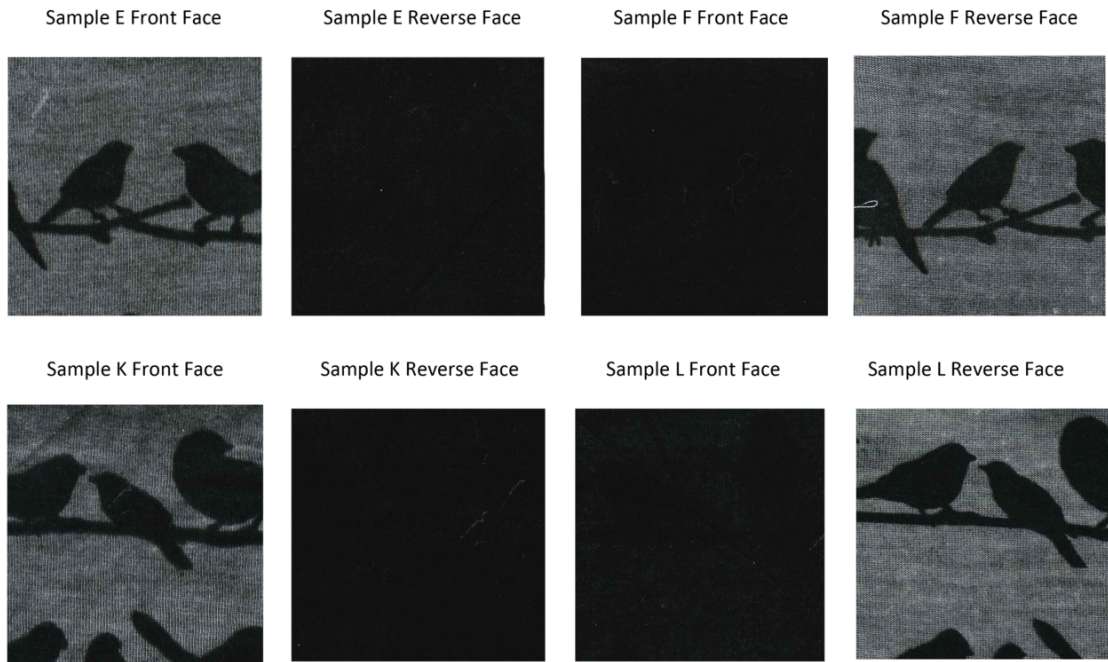 Sample E Front Face
Sample E Reverse Face
Sample F Front Face
Sample F Reverse Face
Sample K Front Face
Sample K Reverse Face
Sample L Front Face
Sample L Reverse Face